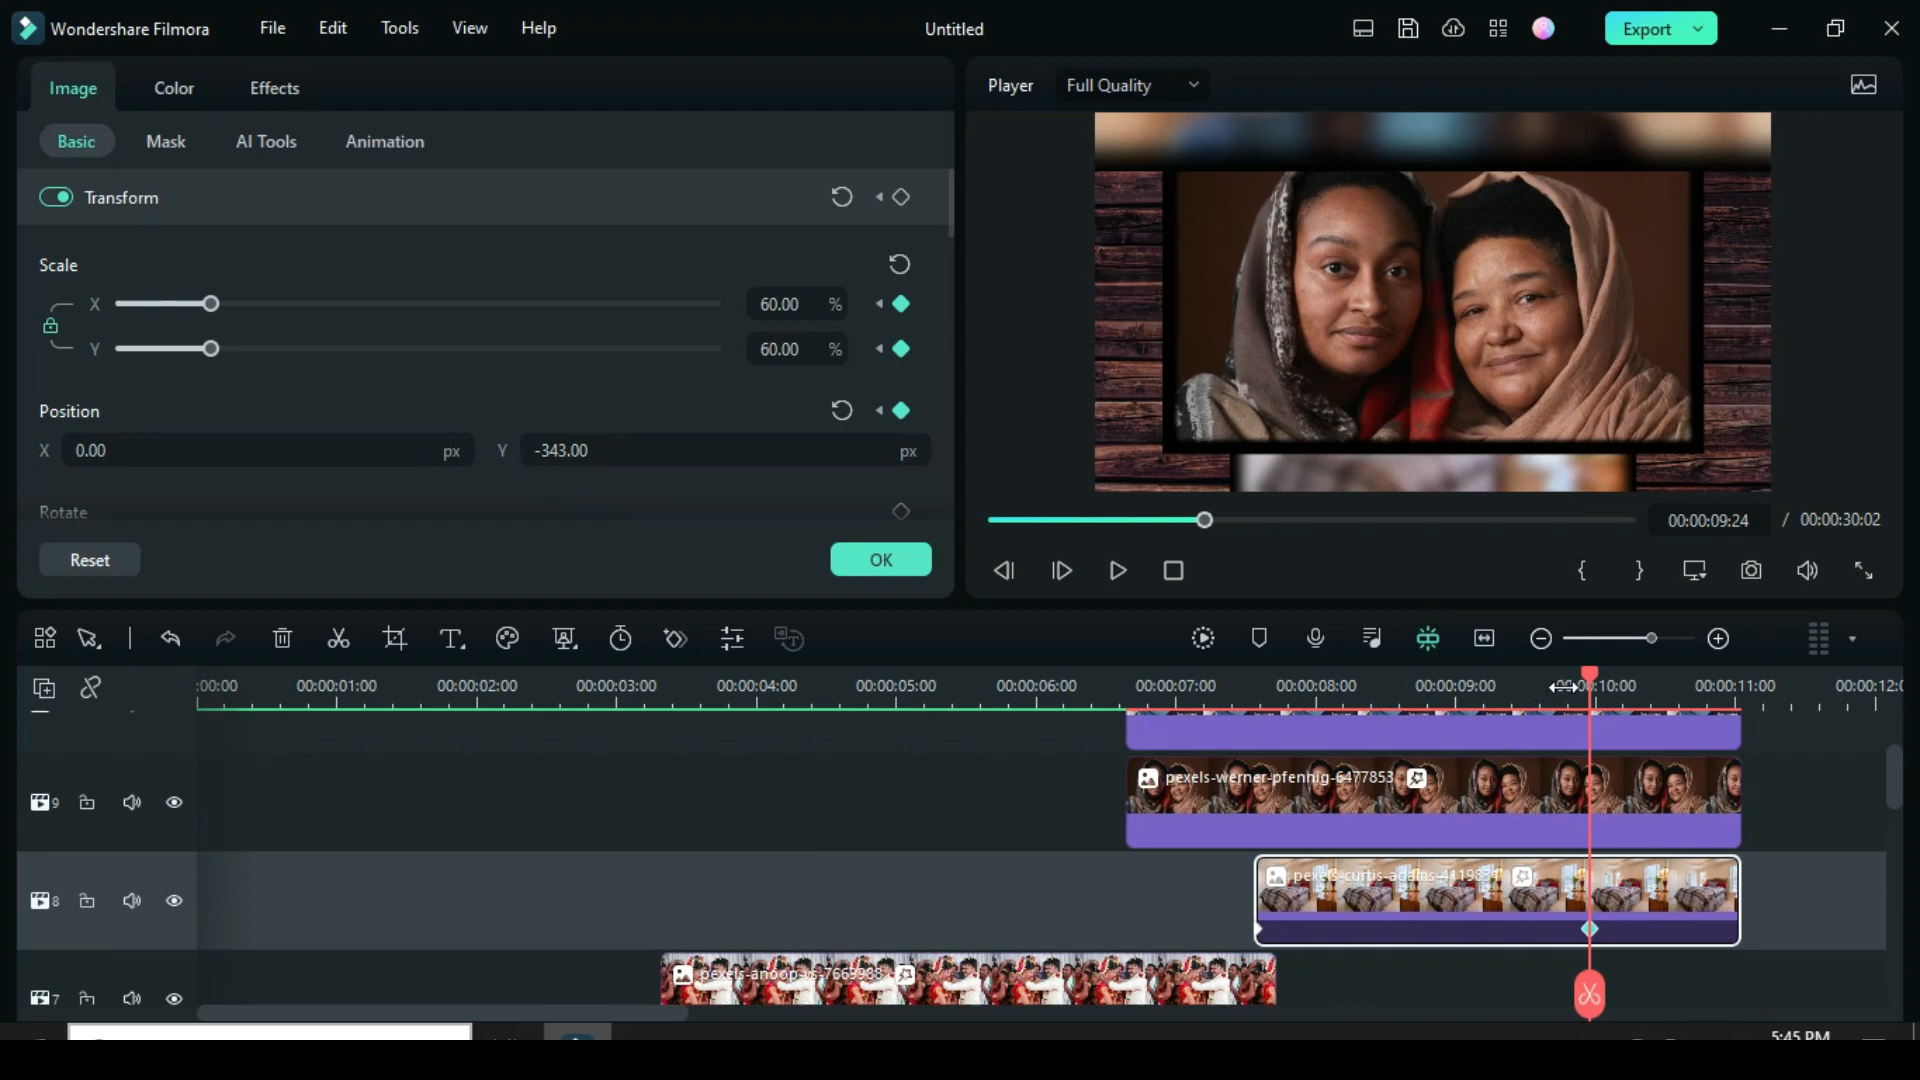 Wondershare Filmora File Edit Tools View Help Untitled Export
Image Color Effects
Player Full Quality
Basic Mask AI Tools Animation
Transform
Scale
X 60.00 %
Y 60.00 %
Position
X 0.00 px Y -343.00 px
Rotate
00:00:09:24 / 00:00:30:02
Reset OK
:00:00 00:00:01:00 00:00:02:00 00:00:03:00 00:00:04:00 00:00:05:00 00:00:06:00 00:00:07:00 00:00:08:00 00:00:09:00 00:00:10:00 00:00:11:00 00:00:12:0
pexels-werner-pfennig-6477853
9
pexels-curtis-adams-
8
pexels-anoop-vs-7663988
7
5:45 PM